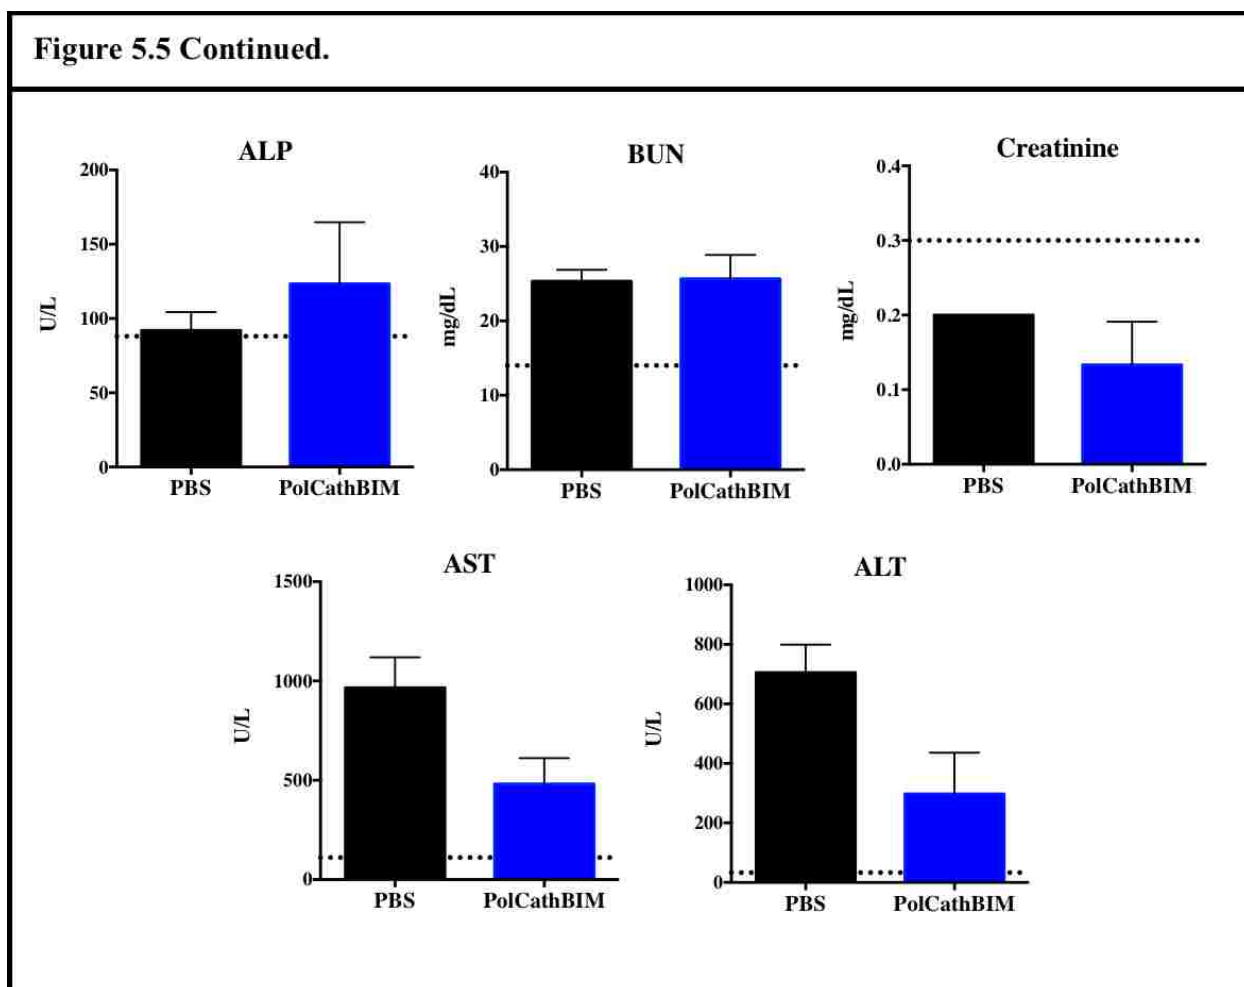 Figure 5.5 Continued.
ALP
200
150
100
50
0
U/L
PBS
PolCathBIM
BUN
40
30
20
10
0
mg/dL
PBS
PolCathBIM
Creatinine
0.4
0.3
0.2
0.1
0.0
mg/dL
PBS
PolCathBIM
AST
1500
1000
500
0
U/L
PBS
PolCathBIM
ALT
1000
800
600
400
200
0
U/L
PBS
PolCathBIM